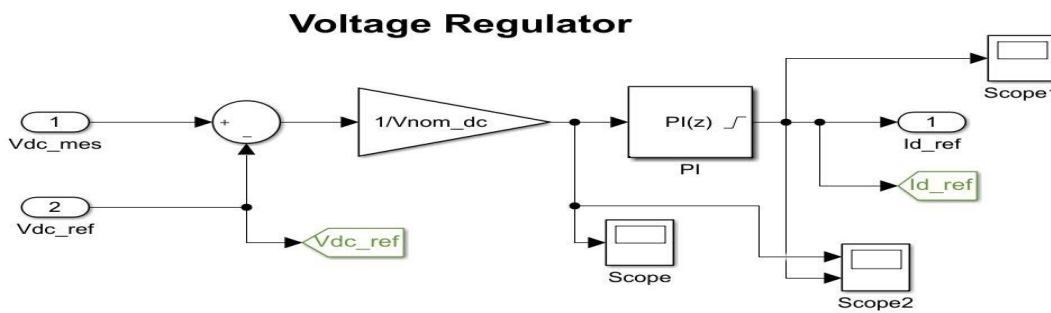 Voltage Regulator
Scope1
1
Vdc_mes
+
−
1/Vnom_dc
PI(z)
PI
1
Id_ref
Id_ref
2
Vdc_ref
Vdc_ref
Scope
Scope2